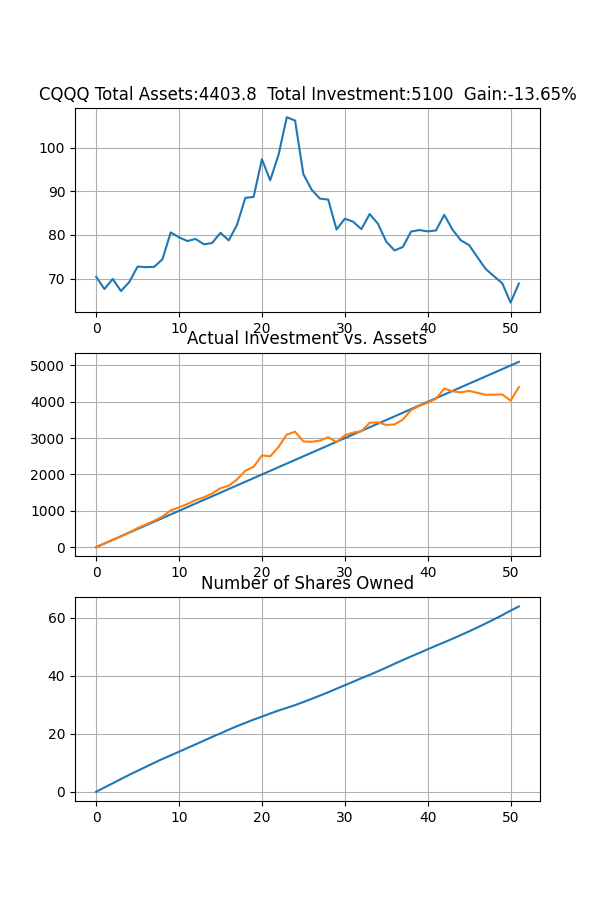 CQQQ Total Assets:4403.8  Total Investment:5100  Gain:-13.65%
100
90
80
70
0 10 20 30 40 50
Actual Investment vs. Assets
5000
4000
3000
2000
1000
0
0 10 20 30 40 50
Number of Shares Owned
60
40
20
0
0 10 20 30 40 50